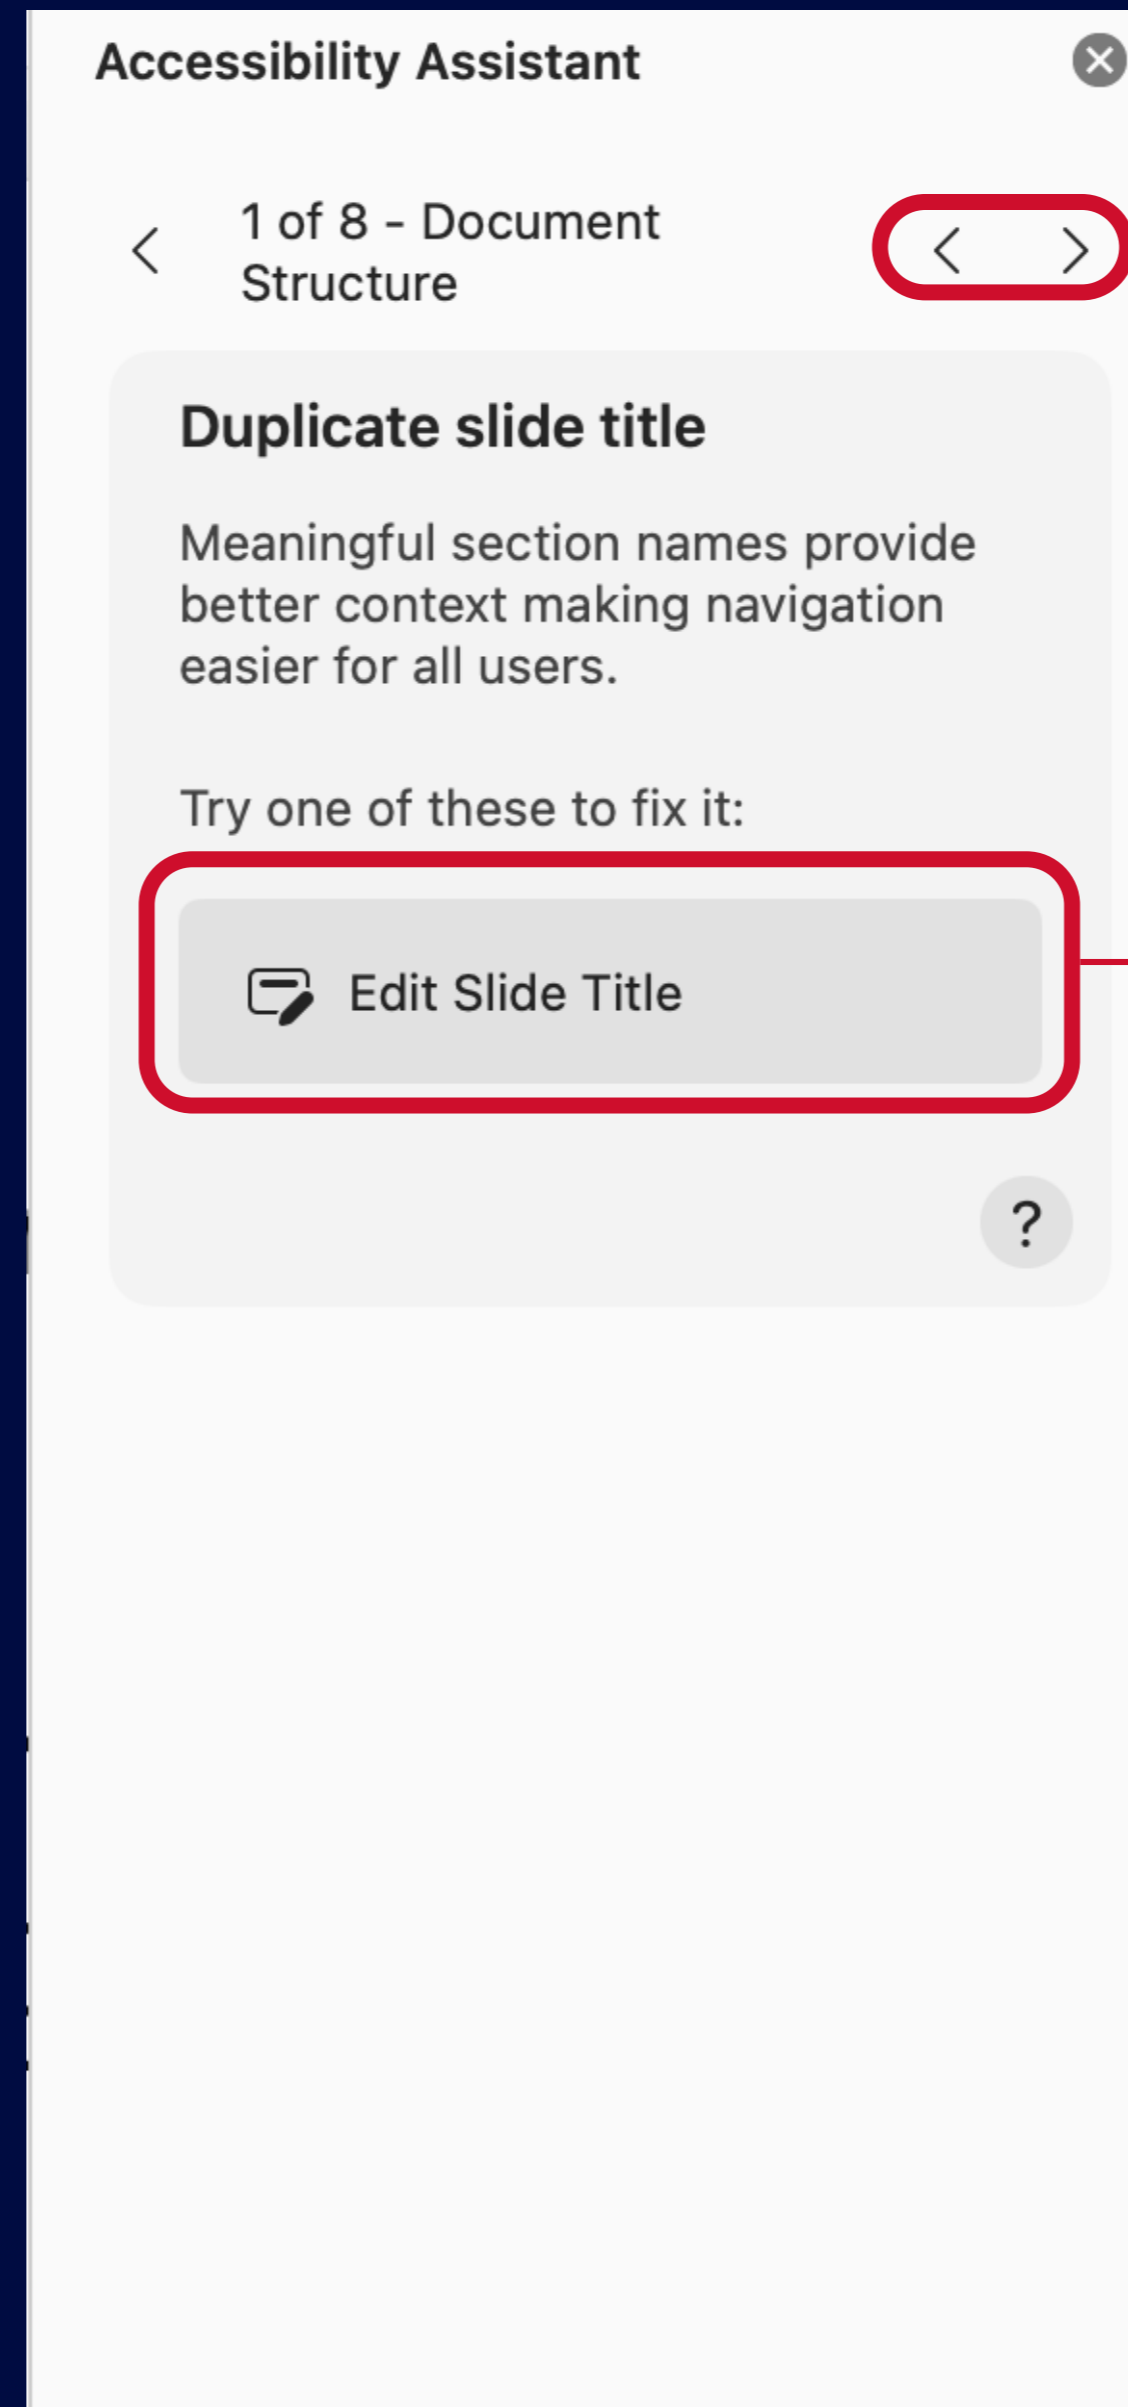 Accessibility Assistant
1 of 8 - Document
Structure
Duplicate slide title
Meaningful section names provide
better context making navigation
easier for all users.
Try one of these to fix it:
Edit Slide Title
?